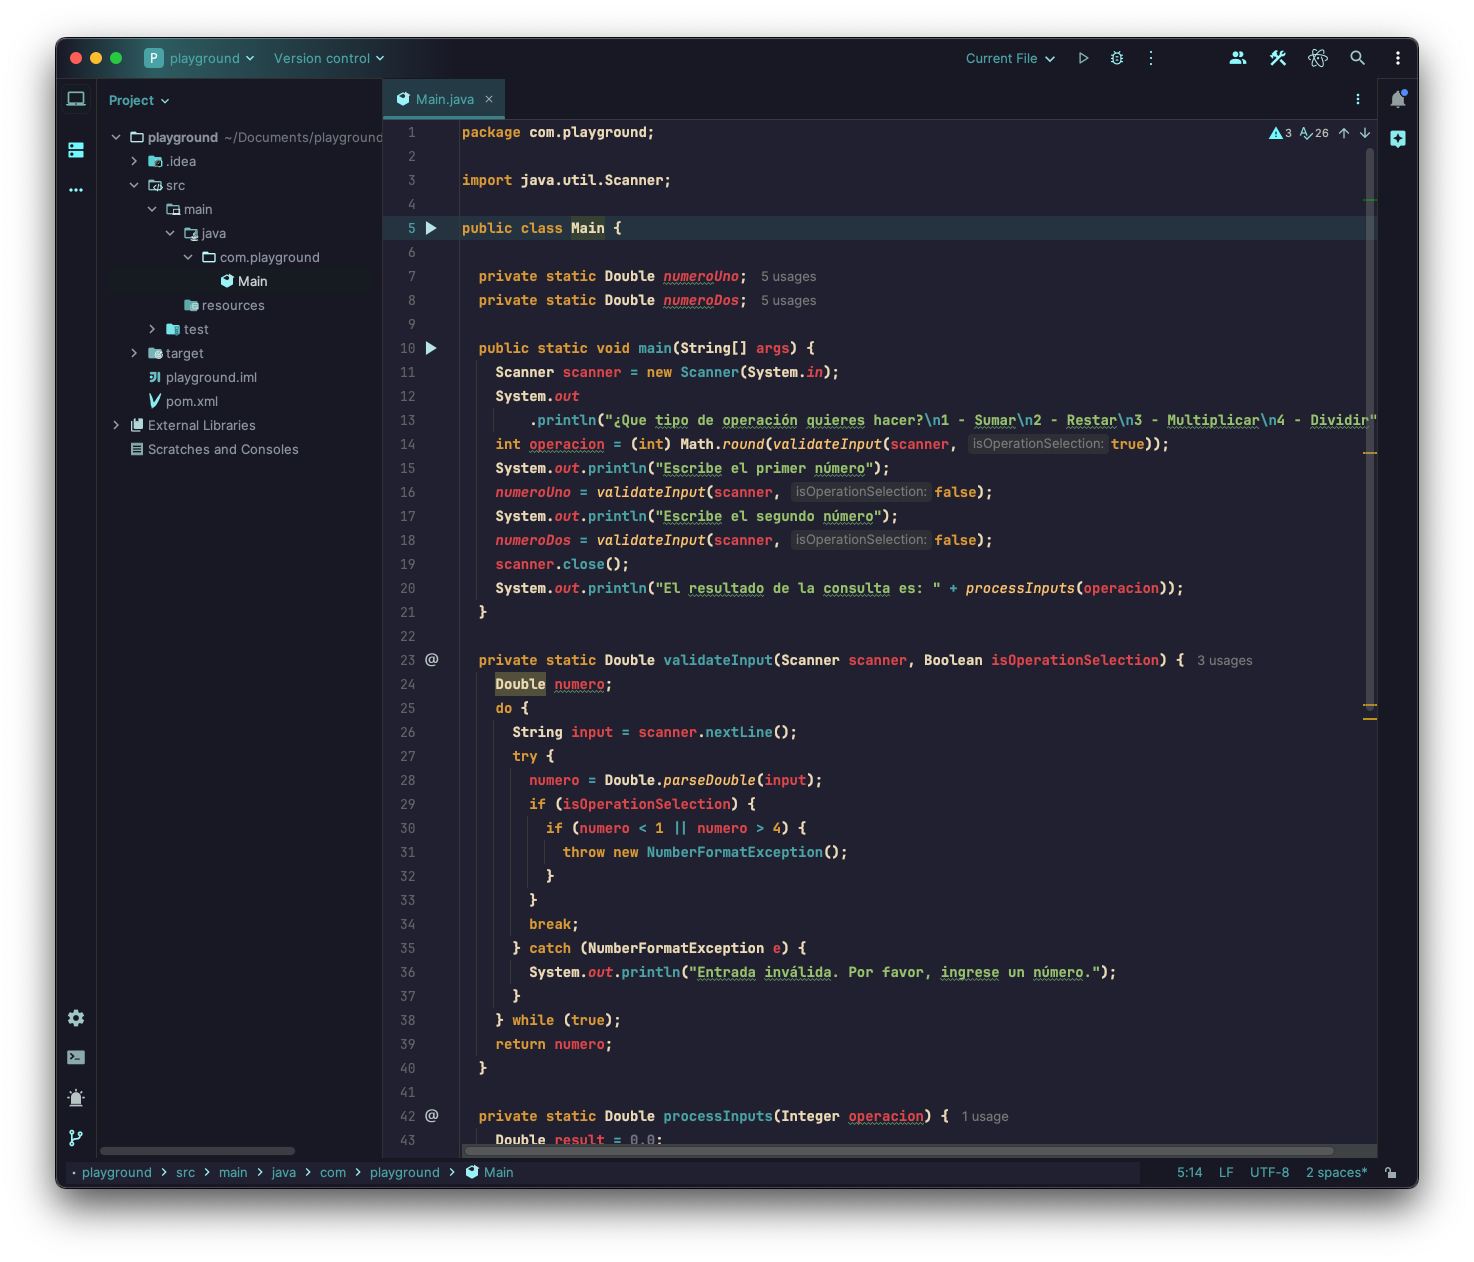 P playground Version control Current File
Project
Main.java
playground ~/Documents/playground
.idea
src
main
java
com.playground
Main
resources
test
target
playground.iml
pom.xml
External Libraries
Scratches and Consoles
3 26
1 package com.playground;
2
3 import java.util.Scanner;
4
5 public class Main {
6
7 private static Double numeroUno; 5 usages
8 private static Double numeroDos; 5 usages
9
10 public static void main(String[] args) {
11 Scanner scanner = new Scanner(System.in);
12 System.out
13 .println("¿Que tipo de operación quieres hacer?\n1 - Sumar\n2 - Restar\n3 - Multiplicar\n4 - Dividir"
14 int operacion = (int) Math.round(validateInput(scanner, isOperationSelection: true));
15 System.out.println("Escribe el primer número");
16 numeroUno = validateInput(scanner, isOperationSelection: false);
17 System.out.println("Escribe el segundo número");
18 numeroDos = validateInput(scanner, isOperationSelection: false);
19 scanner.close();
20 System.out.println("El resultado de la consulta es: " + processInputs(operacion));
21 }
22
23 @ private static Double validateInput(Scanner scanner, Boolean isOperationSelection) { 3 usages
24 Double numero;
25 do {
26 String input = scanner.nextLine();
27 try {
28 numero = Double.parseDouble(input);
29 if (isOperationSelection) {
30 if (numero < 1 || numero > 4) {
31 throw new NumberFormatException();
32 }
33 }
34 break;
35 } catch (NumberFormatException e) {
36 System.out.println("Entrada inválida. Por favor, ingrese un número.");
37 }
38 } while (true);
39 return numero;
40 }
41
42 @ private static Double processInputs(Integer operacion) { 1 usage
43 Double result = 0.0;
playground > src > main > java > com > playground > Main 5:14 LF UTF-8 2 spaces*